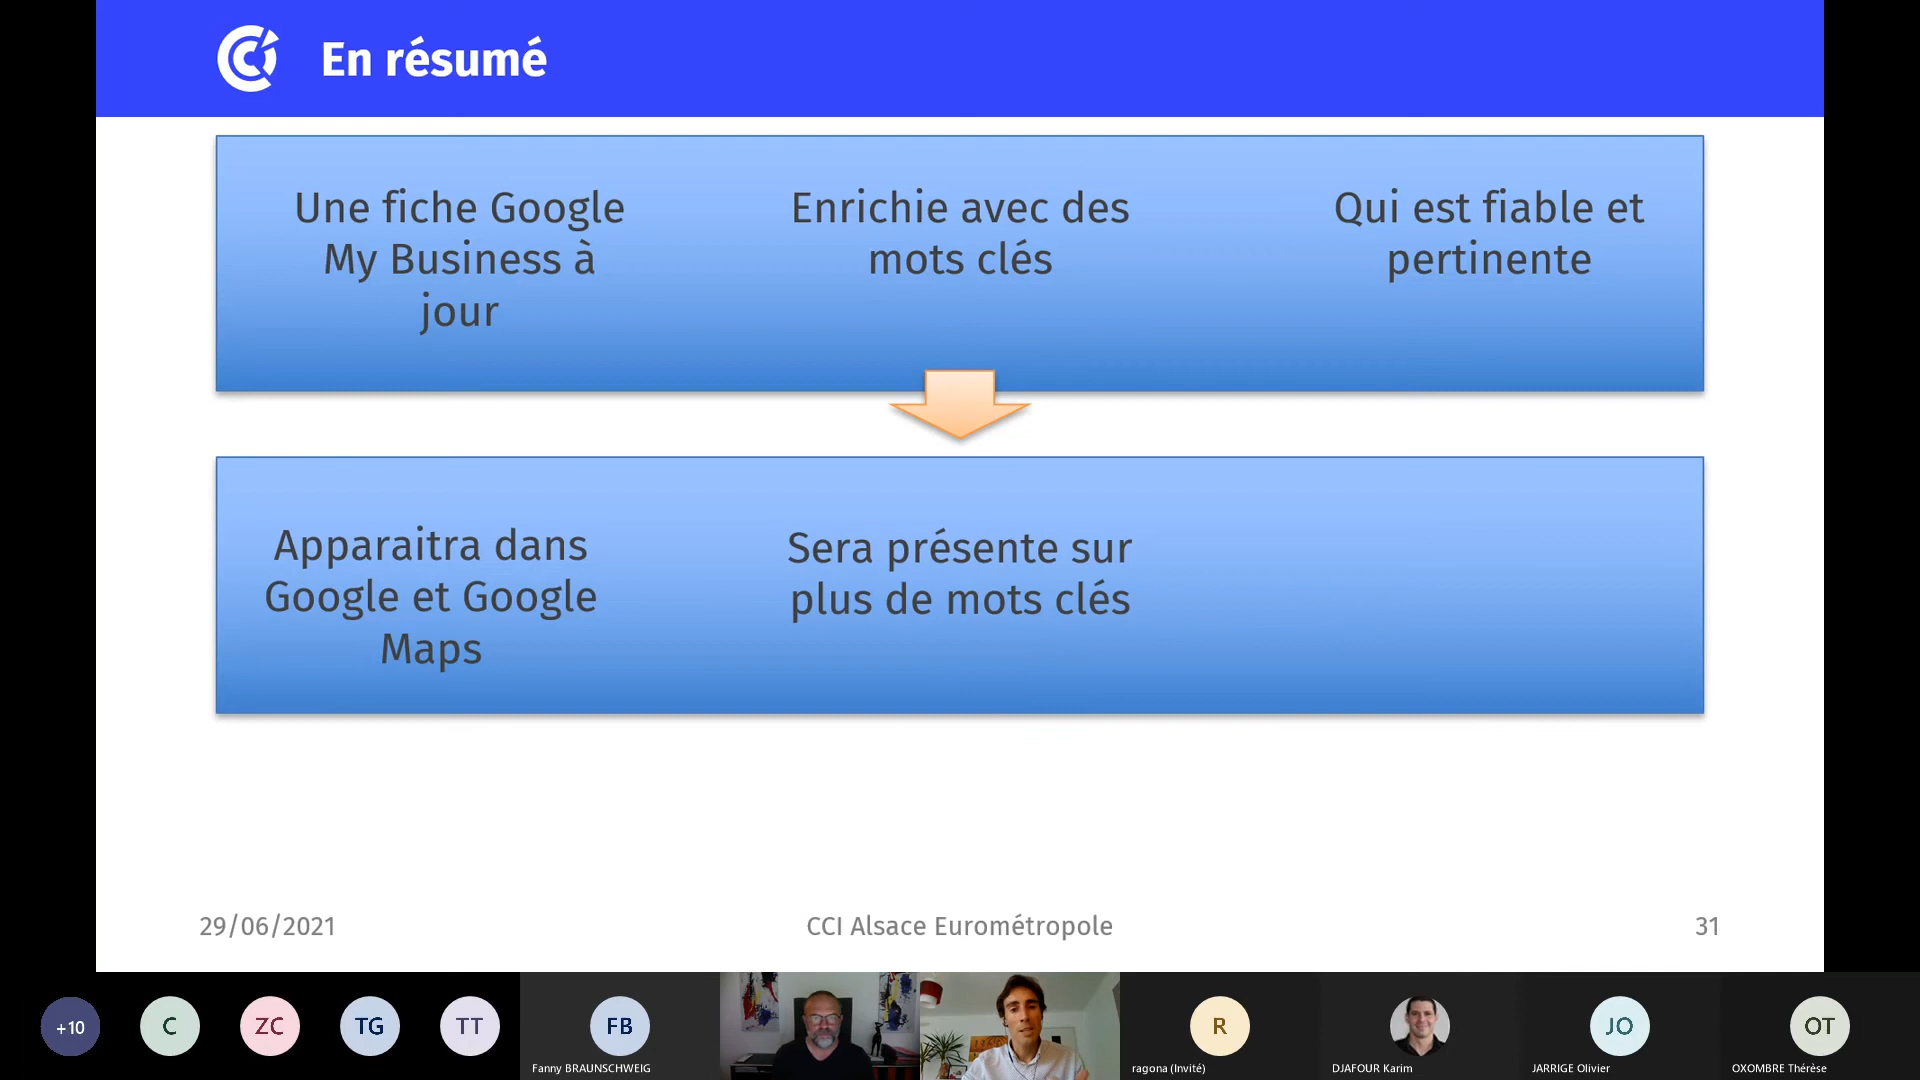 En résumé
Une fiche Google
My Business à
jour
Enrichie avec des
mots clés
Qui est fiable et
pertinente
Apparaitra dans
Google et Google
Maps
Sera présente sur
plus de mots clés
29/06/2021
CCI Alsace Eurométropole
31
+10
C
ZC
TG
TT
FB
Fanny BRAUNSCHWEIG
R
ragona (Invité)
DJAFOUR Karim
JO
JARRIGE Olivier
OT
OXOMBRE Thérèse